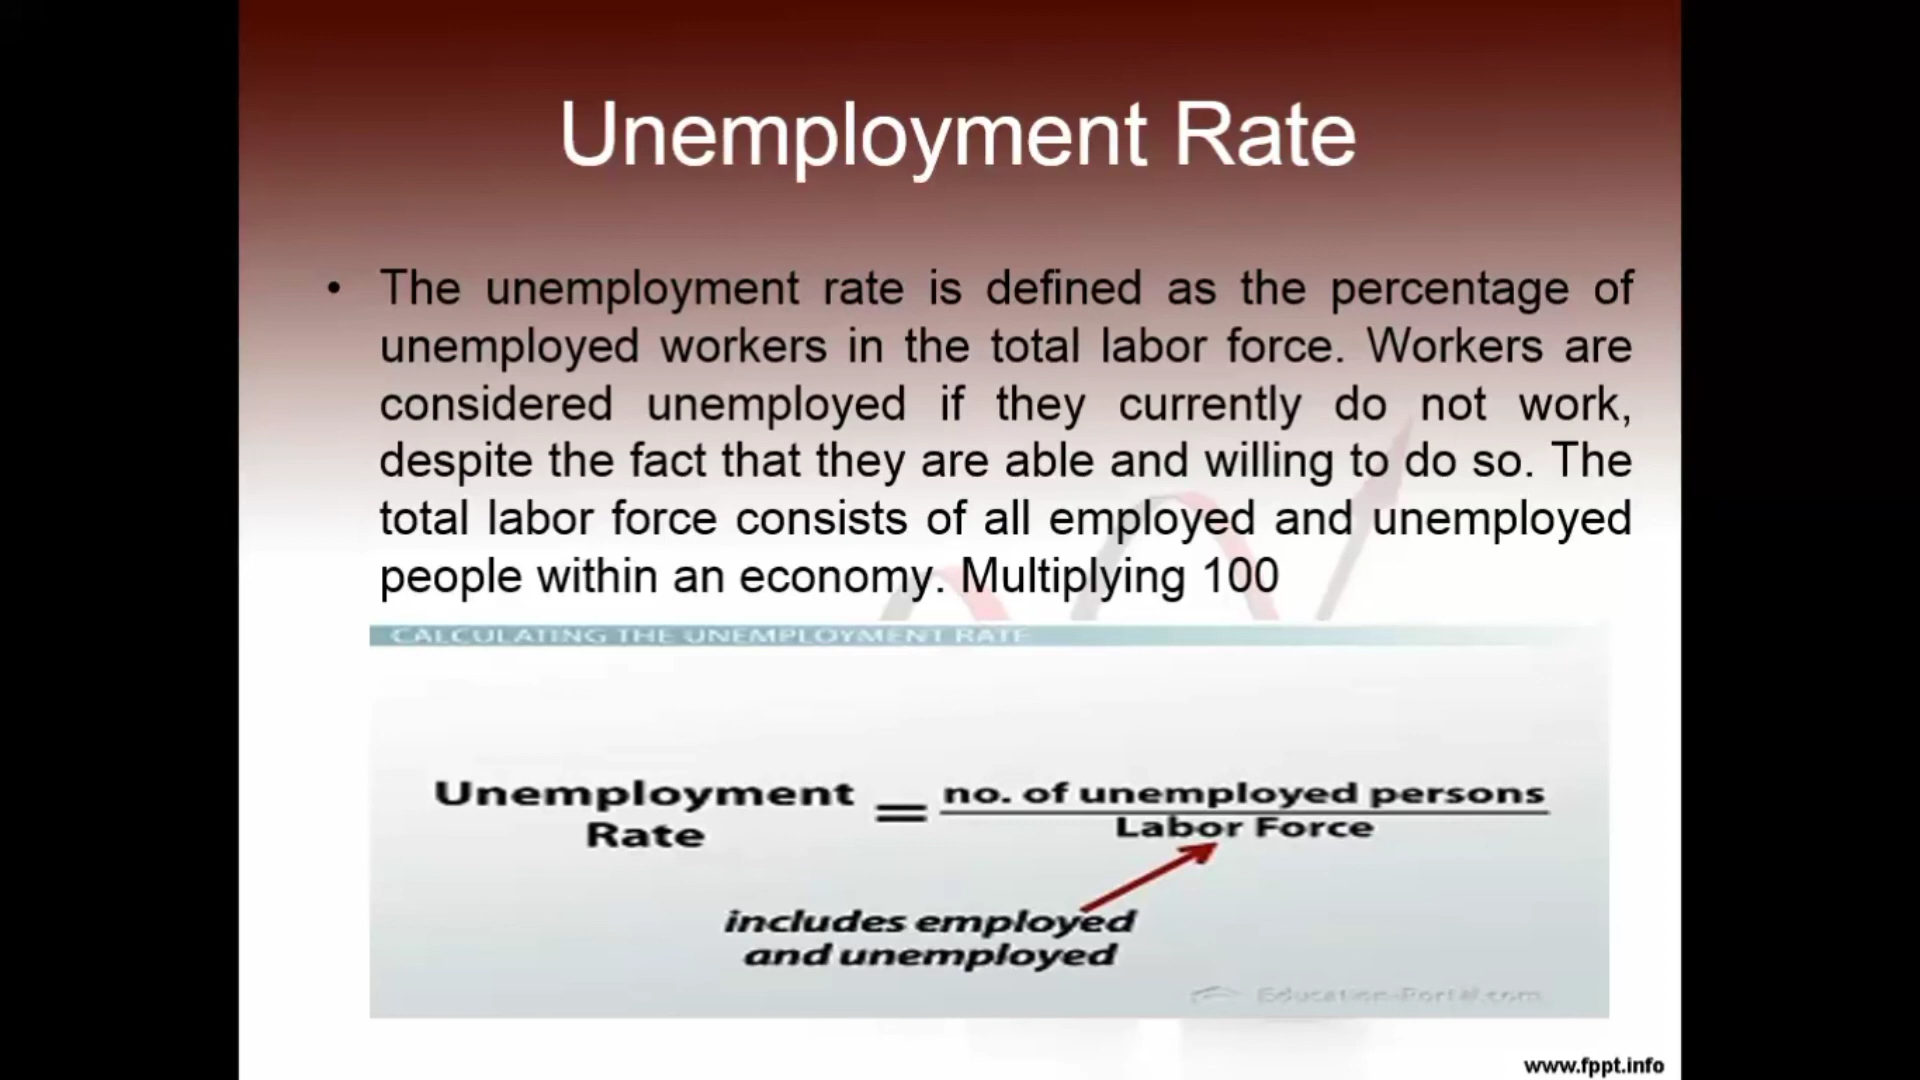 Unemployment Rate
• The unemployment rate is defined as the percentage of
unemployed workers in the total labor force. Workers are
considered unemployed if they currently do not work,
despite the fact that they are able and willing to do so. The
total labor force consists of all employed and unemployed
people within an economy. Multiplying 100
CALCULATING THE UNEMPLOYMENT RATE
Unemployment
Rate
=
no. of unemployed persons
Labor Force
includes employed
and unemployed
Education-Portal.com
www.fppt.info